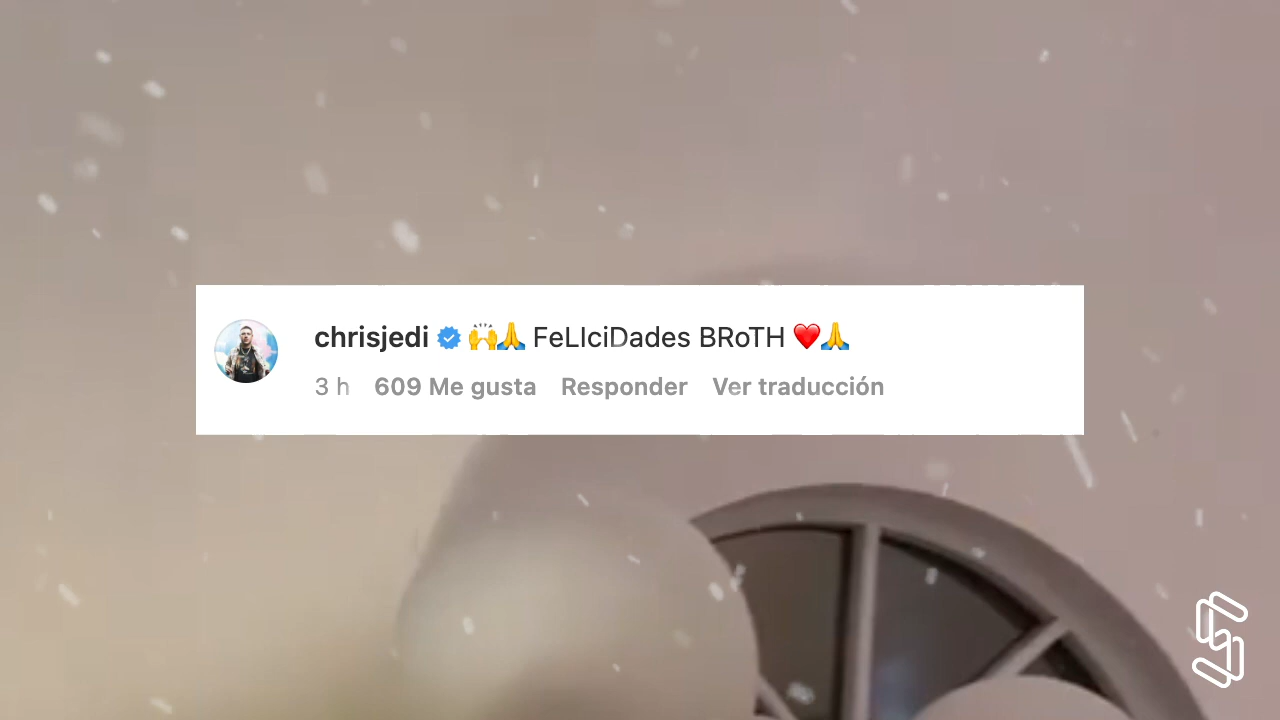 chrisjedi 🙌🙏 FeLIciDades BRoTH ❤️🙏
3 h 609 Me gusta Responder Ver traducción